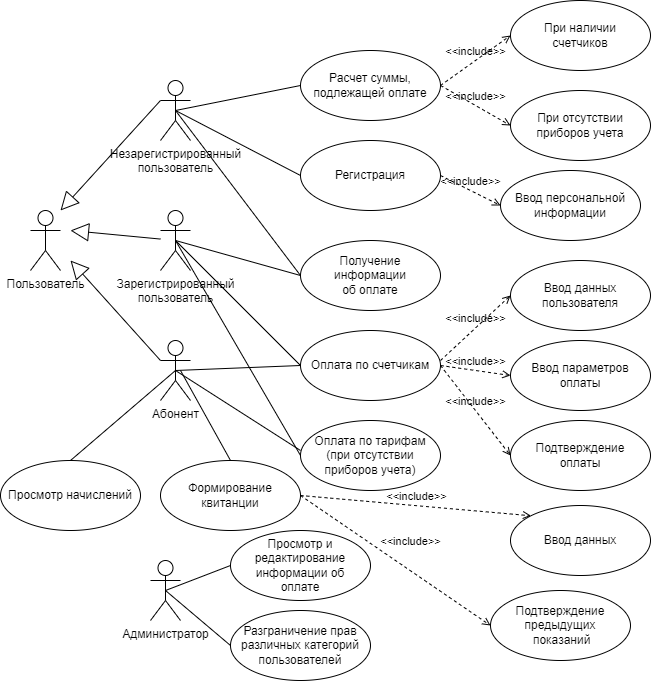 При наличии
счетчиков
<<include>>
Расчет суммы,
подлежащей оплате
<<include>>
При отсутствии
приборов учета
Незарегистрированный
пользователь
Регистрация
<<include>>
Ввод персональной
информации
Пользователь
Зарегистрированный
пользователь
Получение
информации
об оплате
Ввод данных
пользователя
<<include>>
Оплата по счетчикам
<<include>>
Ввод параметров
оплаты
<<include>>
Абонент
Оплата по тарифам
(при отсутствии
приборов учета)
Подтверждение
оплаты
Просмотр начислений
Формирование
квитанции
<<include>>
Ввод данных
<<include>>
Просмотр и
редактирование
информации об
оплате
Администратор
Разграничение прав
различных категорий
пользователей
Подтверждение
предыдущих
показаний